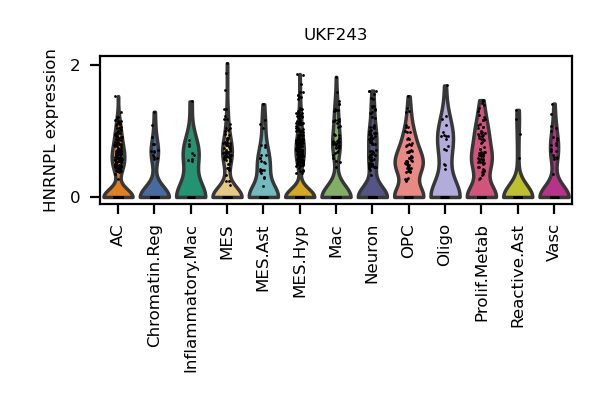 UKF243
HNRNPL expression
2
0
AC
Chromatin.Reg
Inflammatory.Mac
MES
MES.Ast
MES.Hyp
Mac
Neuron
OPC
Oligo
Prolif.Metab
Reactive.Ast
Vasc